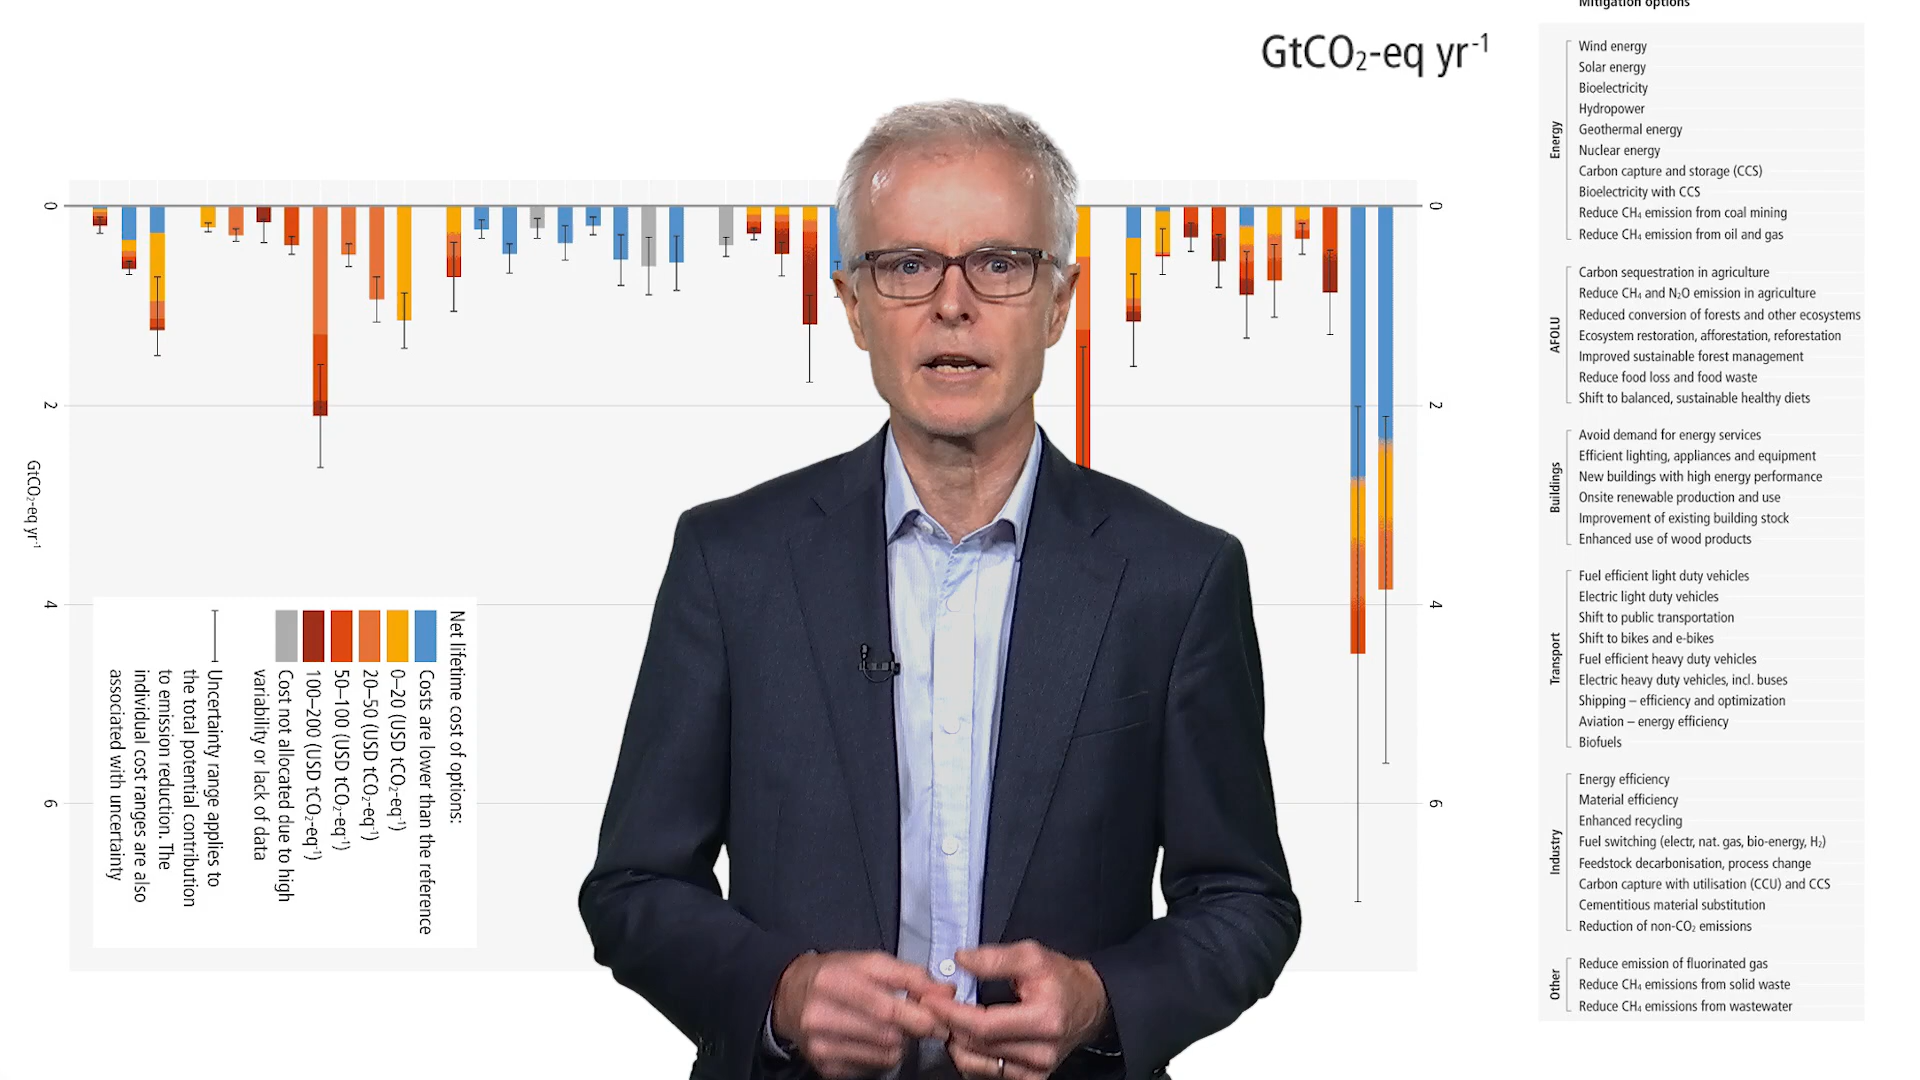 GtCO₂-eq yr⁻¹
0
2
4
6
GtCO₂-eq yr⁻¹
0
2
4
6
Net lifetime cost of options:
Costs are lower than the reference
0–20 (USD tCO₂-eq⁻¹)
20–50 (USD tCO₂-eq⁻¹)
50–100 (USD tCO₂-eq⁻¹)
100–200 (USD tCO₂-eq⁻¹)
Cost not allocated due to high
variability or lack of data
Uncertainty range applies to
the total potential contribution
to emission reduction. The
individual cost ranges are also
associated with uncertainty
Mitigation options
Energy
Wind energy
Solar energy
Bioelectricity
Hydropower
Geothermal energy
Nuclear energy
Carbon capture and storage (CCS)
Bioelectricity with CCS
Reduce CH₄ emission from coal mining
Reduce CH₄ emission from oil and gas
AFOLU
Carbon sequestration in agriculture
Reduce CH₄ and N₂O emission in agriculture
Reduced conversion of forests and other ecosystems
Ecosystem restoration, afforestation, reforestation
Improved sustainable forest management
Reduce food loss and food waste
Shift to balanced, sustainable healthy diets
Buildings
Avoid demand for energy services
Efficient lighting, appliances and equipment
New buildings with high energy performance
Onsite renewable production and use
Improvement of existing building stock
Enhanced use of wood products
Transport
Fuel efficient light duty vehicles
Electric light duty vehicles
Shift to public transportation
Shift to bikes and e-bikes
Fuel efficient heavy duty vehicles
Electric heavy duty vehicles, incl. buses
Shipping – efficiency and optimization
Aviation – energy efficiency
Biofuels
Industry
Energy efficiency
Material efficiency
Enhanced recycling
Fuel switching (electr, nat. gas, bio-energy, H₂)
Feedstock decarbonisation, process change
Carbon capture with utilisation (CCU) and CCS
Cementitious material substitution
Reduction of non-CO₂ emissions
Other
Reduce emission of fluorinated gas
Reduce CH₄ emissions from solid waste
Reduce CH₄ emissions from wastewater